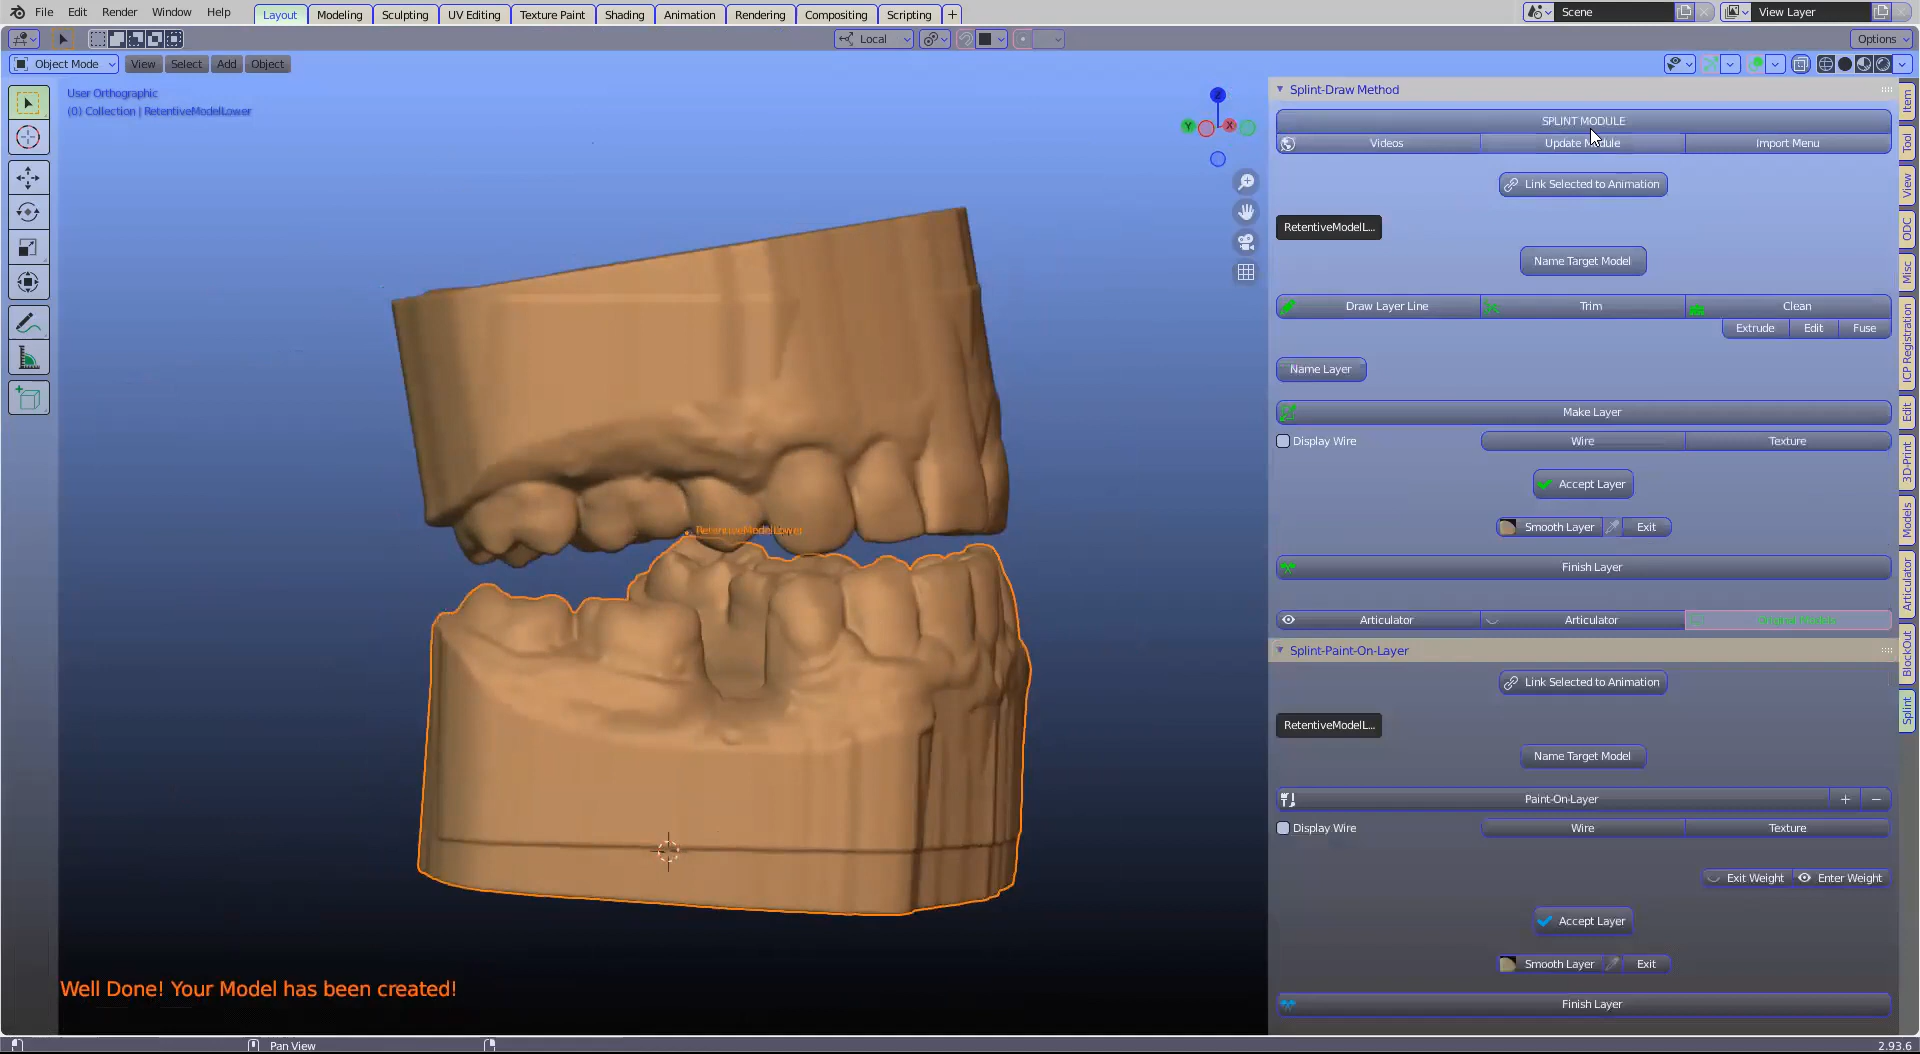 File Edit Render Window Help Layout Modeling Sculpting UV Editing Texture Paint Shading Animation Rendering Compositing Scripting + Scene View Layer
Local Options
Object Mode View Select Add Object
User Orthographic
(0) Collection | RetentiveModelLower
Z
Y X
RetentiveModelLower
Well Done! Your Model has been created!
Splint-Draw Method
SPLINT MODULE
Videos Update Module Import Menu
Link Selected to Animation
RetentiveModelL...
Name Target Model
Draw Layer Line Trim Clean
Extrude Edit Fuse
Name Layer
Make Layer
Display Wire Wire Texture
Accept Layer
Smooth Layer Exit
Finish Layer
Articulator Articulator Original Models
Splint-Paint-On-Layer
Link Selected to Animation
RetentiveModelL...
Name Target Model
Paint-On-Layer + −
Display Wire Wire Texture
Exit Weight Enter Weight
Accept Layer
Smooth Layer Exit
Finish Layer
Item
Tool
View
ODC
Misc
ICP Registration
Edit
3D-Print
Models
Articulator
BlockOut
Splint
Pan View 2.93.6